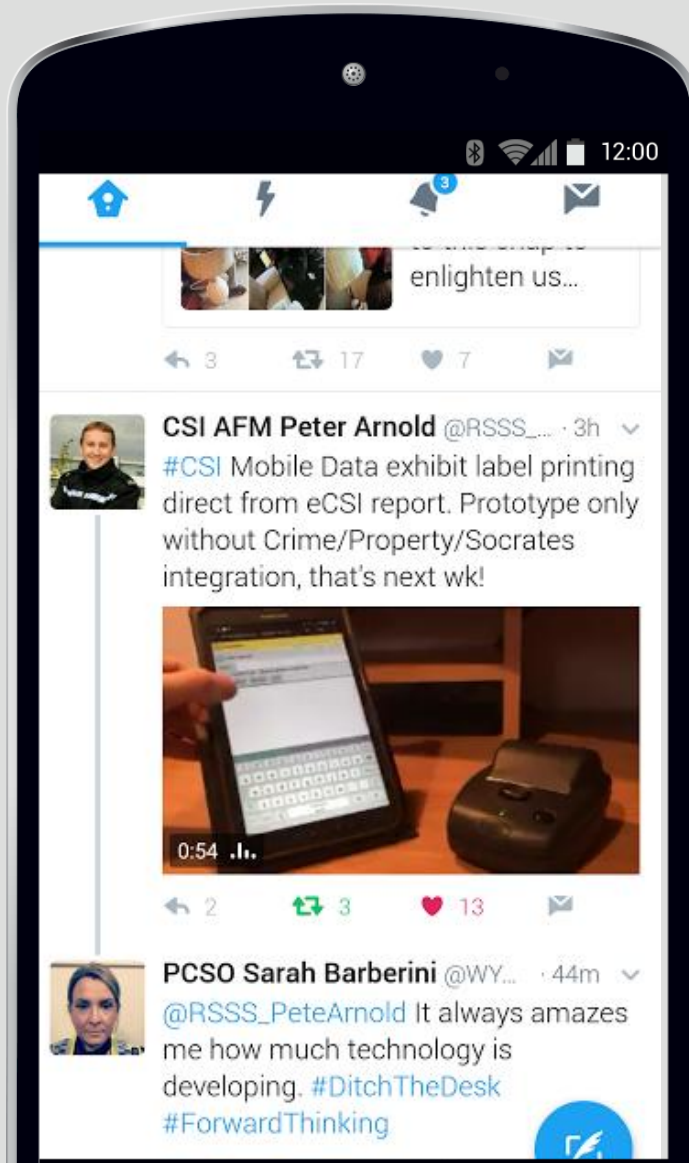 12:00
3
enlighten us...
3 17 7
CSI AFM Peter Arnold @RSSS_... · 3h
#CSI Mobile Data exhibit label printing
direct from eCSI report. Prototype only
without Crime/Property/Socrates
integration, that's next wk!
0:54
2 3 13
PCSO Sarah Barberini @WY... · 44m
@RSSS_PeteArnold It always amazes
me how much technology is
developing. #DitchTheDesk
#ForwardThinking